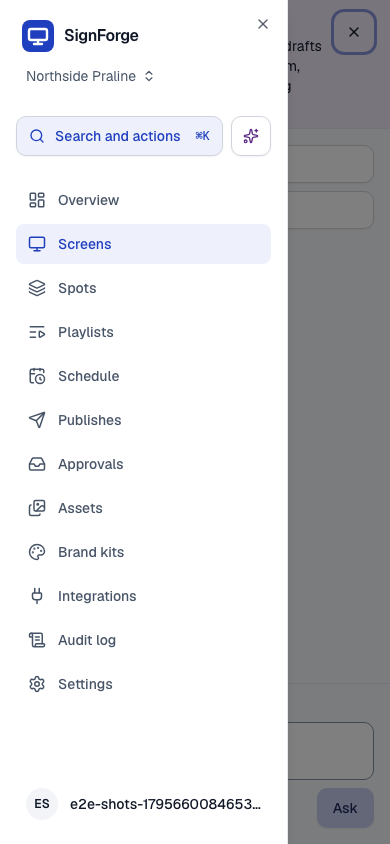 SignForge
Northside Praline
drafts
m,
g
Search and actions ⌘K
Overview
Screens
Spots
Playlists
Schedule
Publishes
Approvals
Assets
Brand kits
Integrations
Audit log
Settings
ES e2e-shots-1795660084653…
Ask